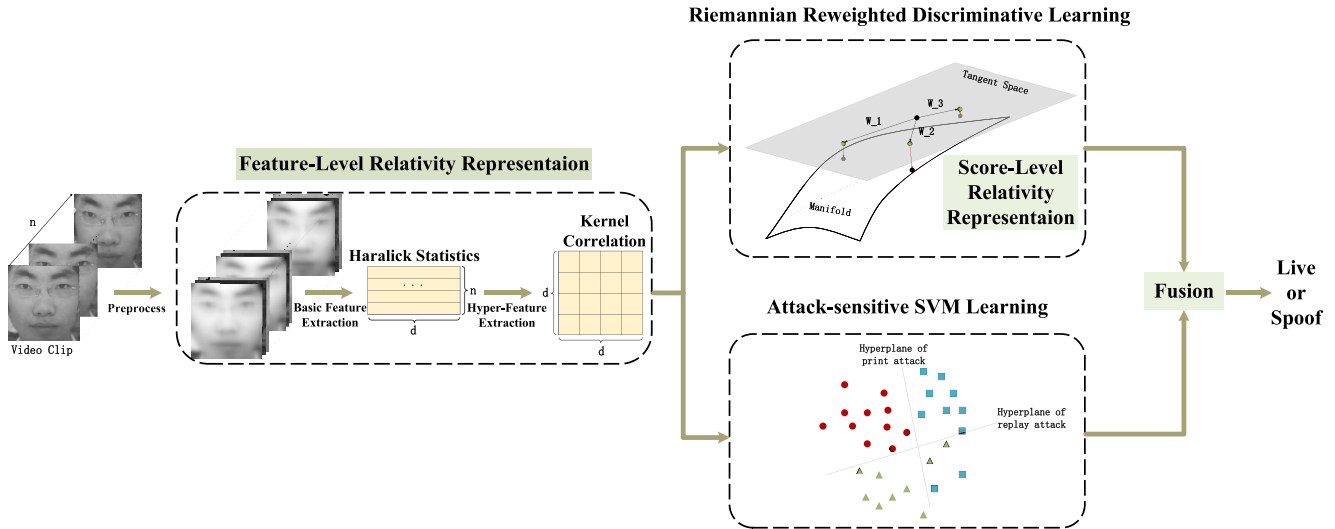 Riemannian Reweighted Discriminative Learning
Tangent Space
W_3
W_1
W_2
Manifold
Score-Level
Relativity
Representaion
Feature-Level Relativity Representaion
n
Video Clip
Preprocess
Basic Feature
Extraction
Haralick Statistics
. . .
n
d
Hyper-Feature
Extraction
Kernel
Correlation
d
d
Attack-sensitive SVM Learning
Hyperplane of
print attack
Hyperplane of
replay attack
Fusion
Live
or
Spoof